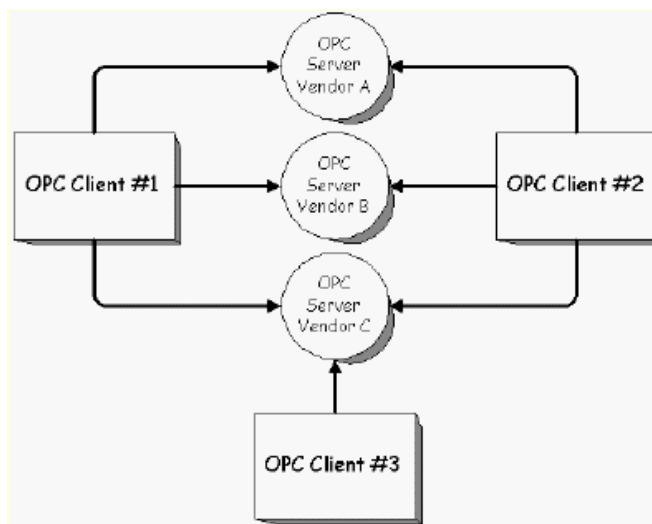 OPC
Server
Vendor A
OPC Client #1
OPC
Server
Vendor B
OPC Client #2
OPC
Server
Vendor C
OPC Client #3